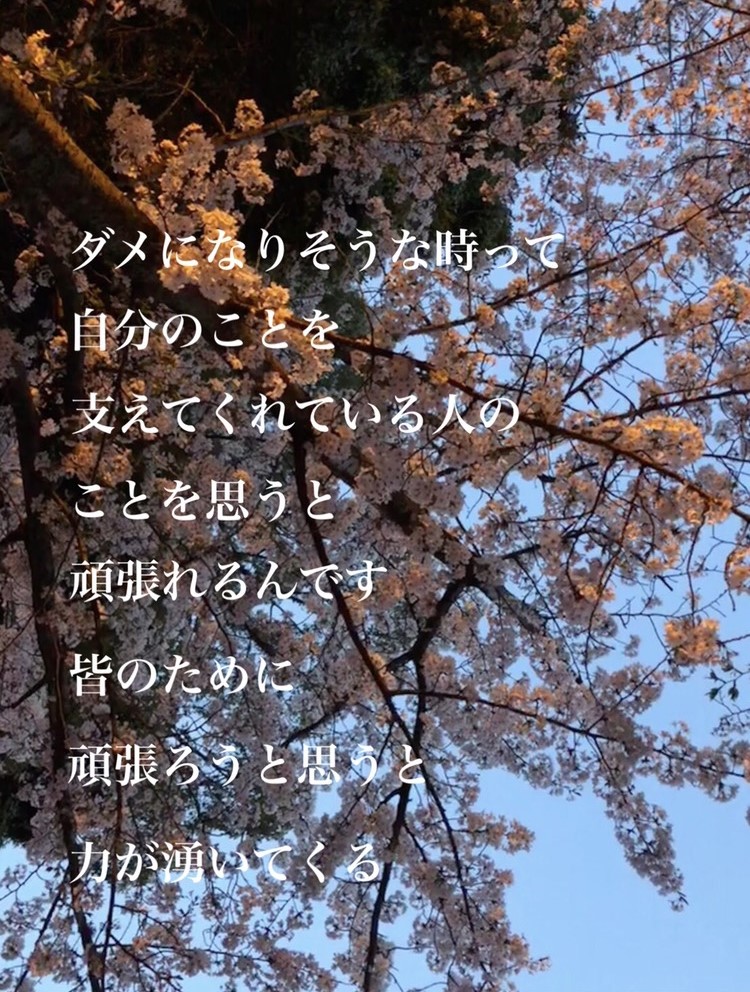 ダメになりそうな時って
自分のことを
支えてくれている人の
ことを思うと
頑張れるんです
皆のために
頑張ろうと思うと
力が湧いてくる